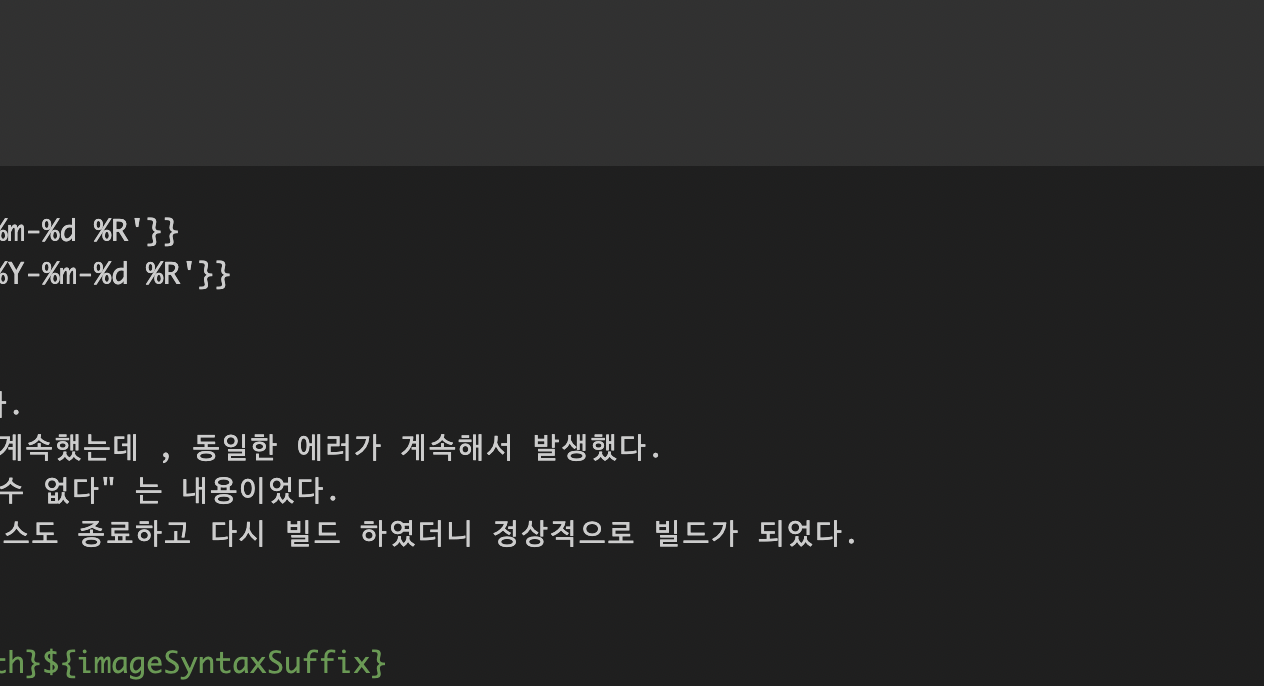 %m-%d %R'}}
%Y-%m-%d %R'}}
.
계속했는데 , 동일한 에러가 계속해서 발생했다.
수 없다" 는 내용이었다.
스도 종료하고 다시 빌드 하였더니 정상적으로 빌드가 되었다.
th}${imageSyntaxSuffix}